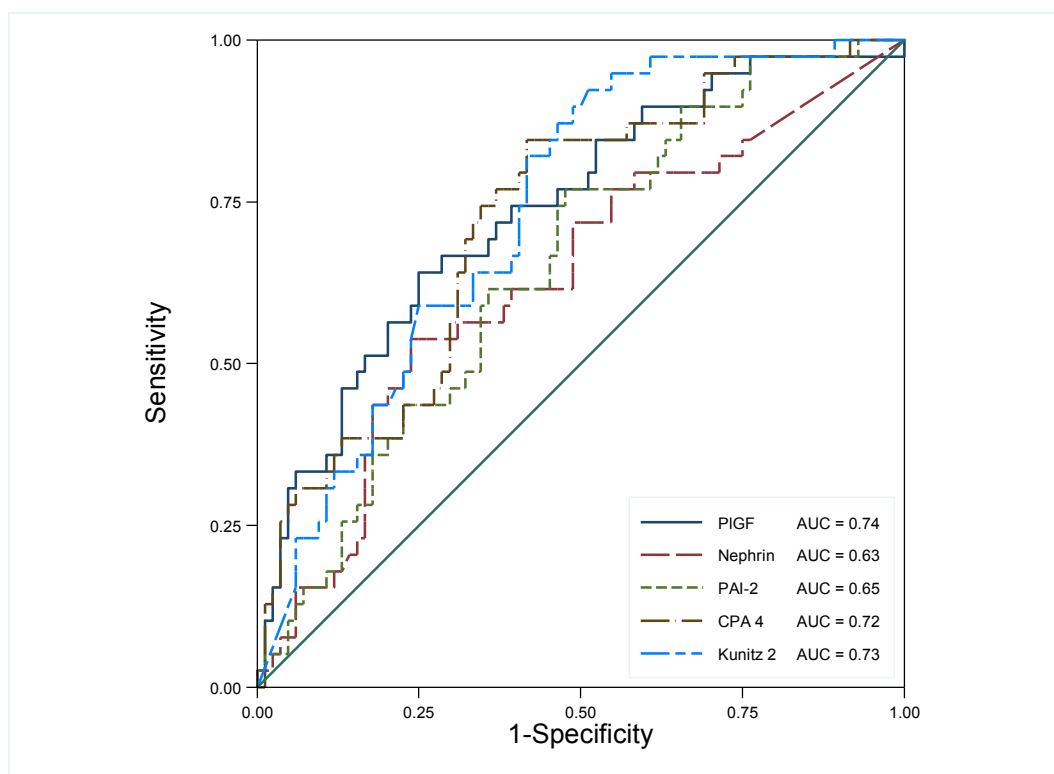 1.00
0.75
0.50
0.25
0.00
Sensitivity
0.00 0.25 0.50 0.75 1.00
1-Specificity
PIGF AUC = 0.74
Nephrin AUC = 0.63
PAI-2 AUC = 0.65
CPA 4 AUC = 0.72
Kunitz 2 AUC = 0.73